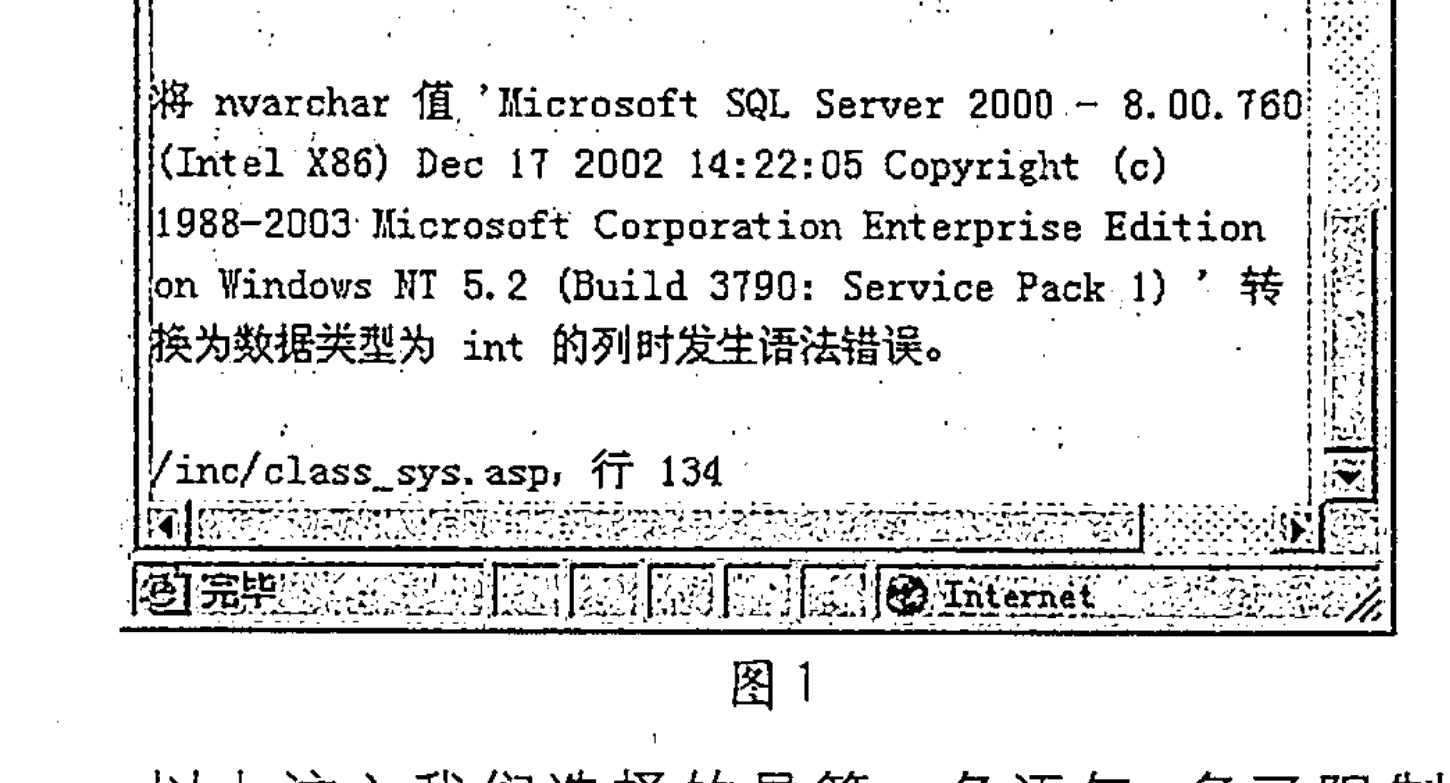 将 nvarchar 值 'Microsoft SQL Server 2000 - 8.00.760
(Intel X86) Dec 17 2002 14:22:05 Copyright (c)
1988-2003 Microsoft Corporation Enterprise Edition
on Windows NT 5.2 (Build 3790: Service Pack 1) ' 转
换为数据类型为 int 的列时发生语法错误。
/inc/class_sys.asp, 行 134
完毕
Internet
图 1